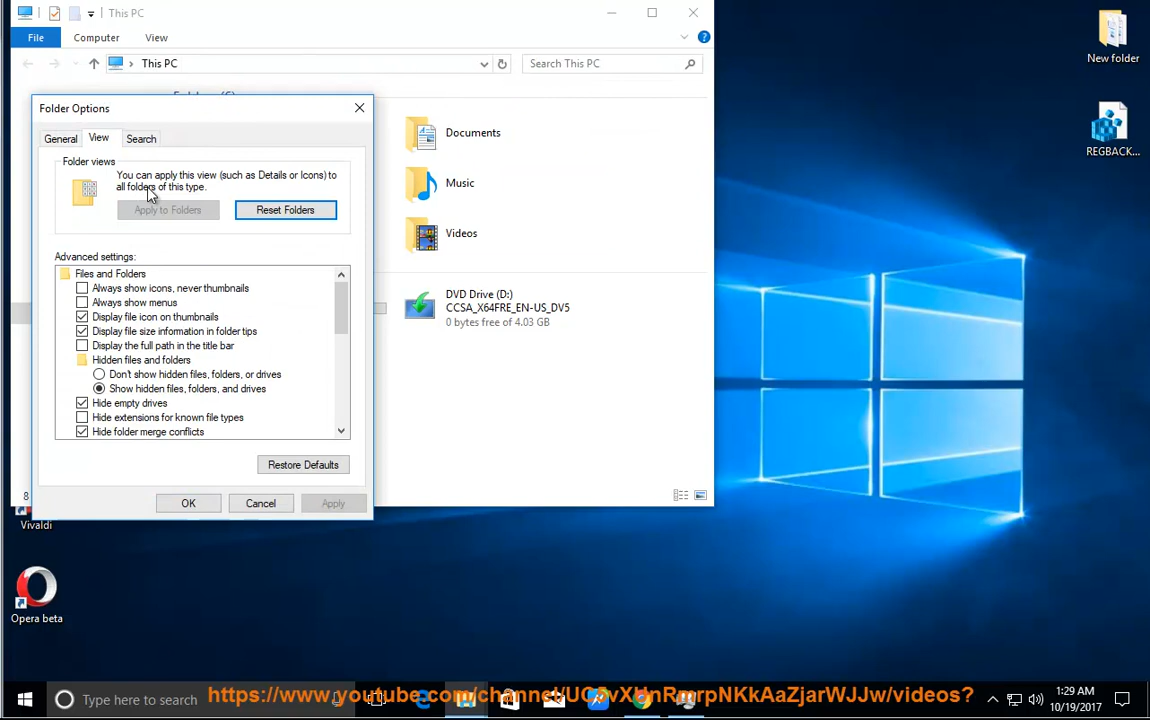 This PC
File
Computer
View
This PC
Search This PC
New folder
REGBACK...
Folder Options
General
View
Search
Folder views
You can apply this view (such as Details or Icons) to
all folders of this type.
Apply to Folders
Reset Folders
Advanced settings:
Files and Folders
Always show icons, never thumbnails
Always show menus
Display file icon on thumbnails
Display file size information in folder tips
Display the full path in the title bar
Hidden files and folders
Don't show hidden files, folders, or drives
Show hidden files, folders, and drives
Hide empty drives
Hide extensions for known file types
Hide folder merge conflicts
Restore Defaults
OK
Cancel
Apply
Documents
Music
Videos
DVD Drive (D:)
CCSA_X64FRE_EN-US_DV5
0 bytes free of 4.03 GB
8
Vivaldi
Opera beta
Type here to search
1:29 AM
10/19/2017